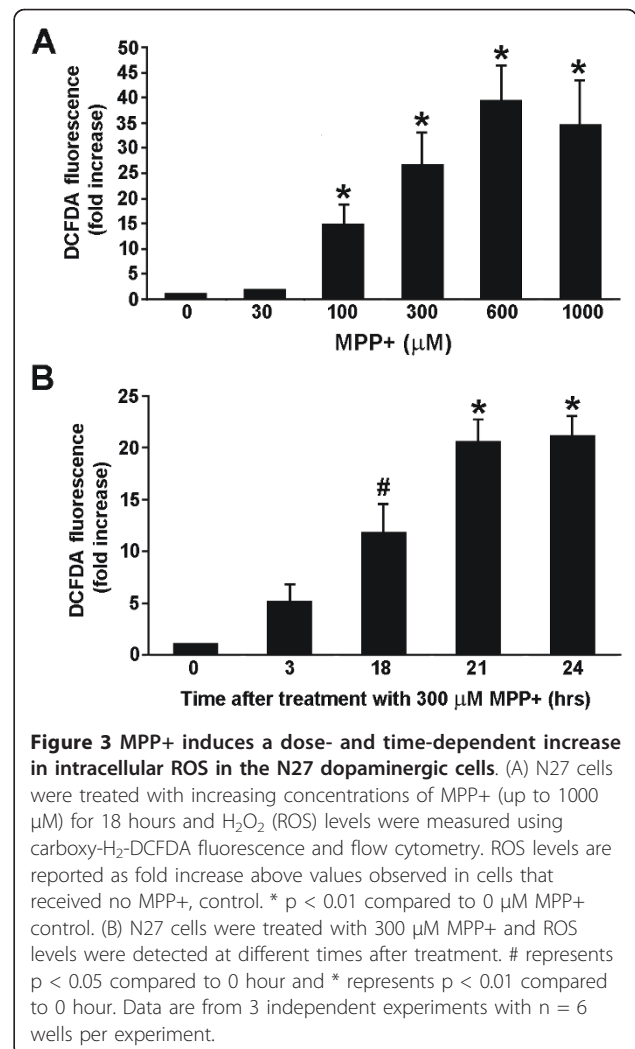 A
DCFDA fluorescence
(fold increase)
50
45
40
35
30
25
20
15
10
5
0
*
*
*
*
0 30 100 300 600 1000
MPP+ (μM)
B
DCFDA fluorescence
(fold increase)
25
20
15
10
5
0
#
*
*
0 3 18 21 24
Time after treatment with 300 μM MPP+ (hrs)
Figure 3 MPP+ induces a dose- and time-dependent increase
in intracellular ROS in the N27 dopaminergic cells. (A) N27 cells
were treated with increasing concentrations of MPP+ (up to 1000
μM) for 18 hours and H₂O₂ (ROS) levels were measured using
carboxy-H₂-DCFDA fluorescence and flow cytometry. ROS levels are
reported as fold increase above values observed in cells that
received no MPP+, control. * p < 0.01 compared to 0 μM MPP+
control. (B) N27 cells were treated with 300 μM MPP+ and ROS
levels were detected at different times after treatment. # represents
p < 0.05 compared to 0 hour and * represents p < 0.01 compared
to 0 hour. Data are from 3 independent experiments with n = 6
wells per experiment.